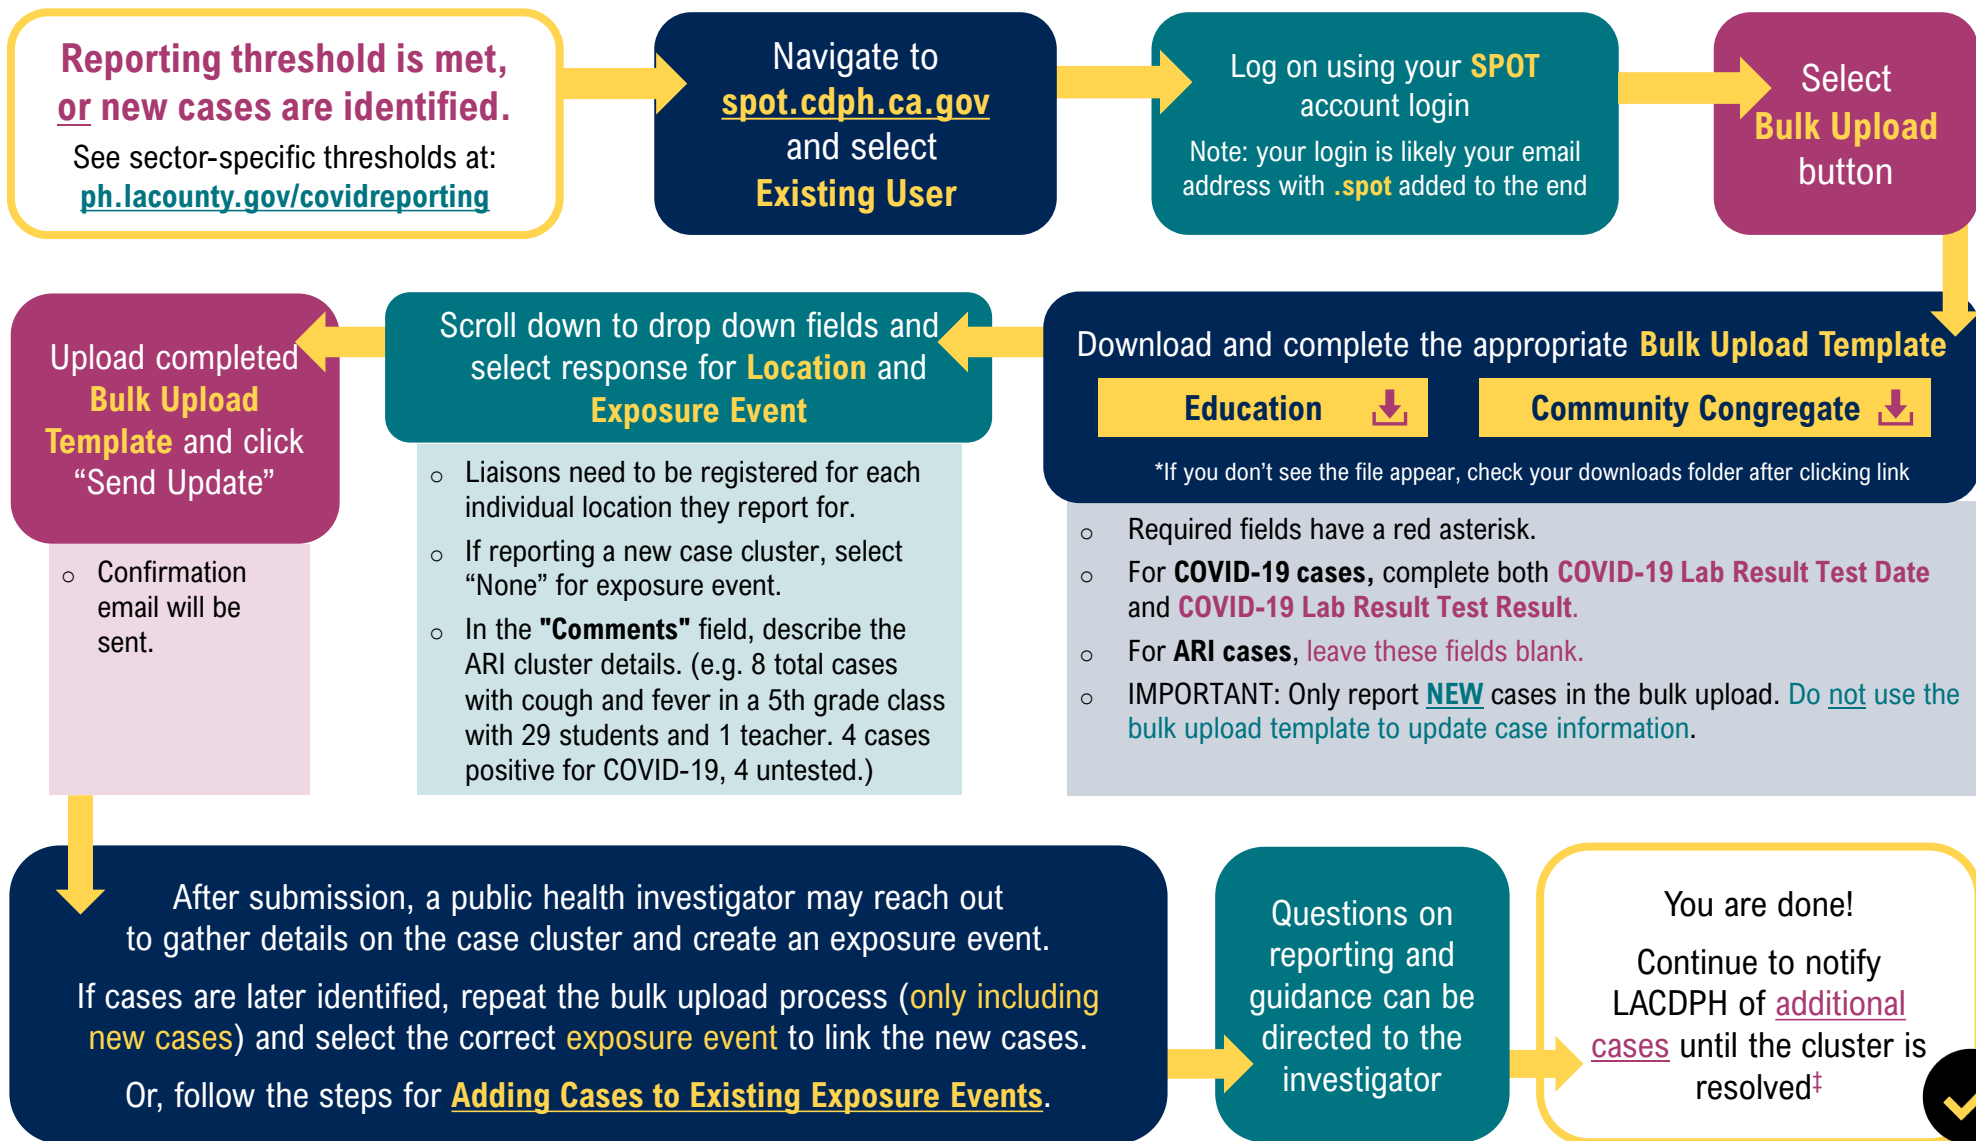 Reporting threshold is met,
or new cases are identified.
See sector-specific thresholds at:
ph.lacounty.gov/covidreporting
Navigate to
spot.cdph.ca.gov
and select
Existing User
Log on using your SPOT
account login
Note: your login is likely your email
address with .spot added to the end
Select
Bulk Upload
button
Download and complete the appropriate Bulk Upload Template
Education
Community Congregate
*If you don’t see the file appear, check your downloads folder after clicking link
○ Required fields have a red asterisk.
○ For COVID-19 cases, complete both COVID-19 Lab Result Test Date
and COVID-19 Lab Result Test Result.
○ For ARI cases, leave these fields blank.
○ IMPORTANT: Only report NEW cases in the bulk upload. Do not use the
bulk upload template to update case information.
Scroll down to drop down fields and
select response for Location and
Exposure Event
○ Liaisons need to be registered for each
individual location they report for.
○ If reporting a new case cluster, select
“None” for exposure event.
○ In the "Comments" field, describe the
ARI cluster details. (e.g. 8 total cases
with cough and fever in a 5th grade class
with 29 students and 1 teacher. 4 cases
positive for COVID-19, 4 untested.)
Upload completed
Bulk Upload
Template and click
“Send Update”
○ Confirmation
email will be
sent.
After submission, a public health investigator may reach out
to gather details on the case cluster and create an exposure event.
If cases are later identified, repeat the bulk upload process (only including
new cases) and select the correct exposure event to link the new cases.
Or, follow the steps for Adding Cases to Existing Exposure Events.
Questions on
reporting and
guidance can be
directed to the
investigator
You are done!
Continue to notify
LACDPH of additional
cases until the cluster is
resolved‡